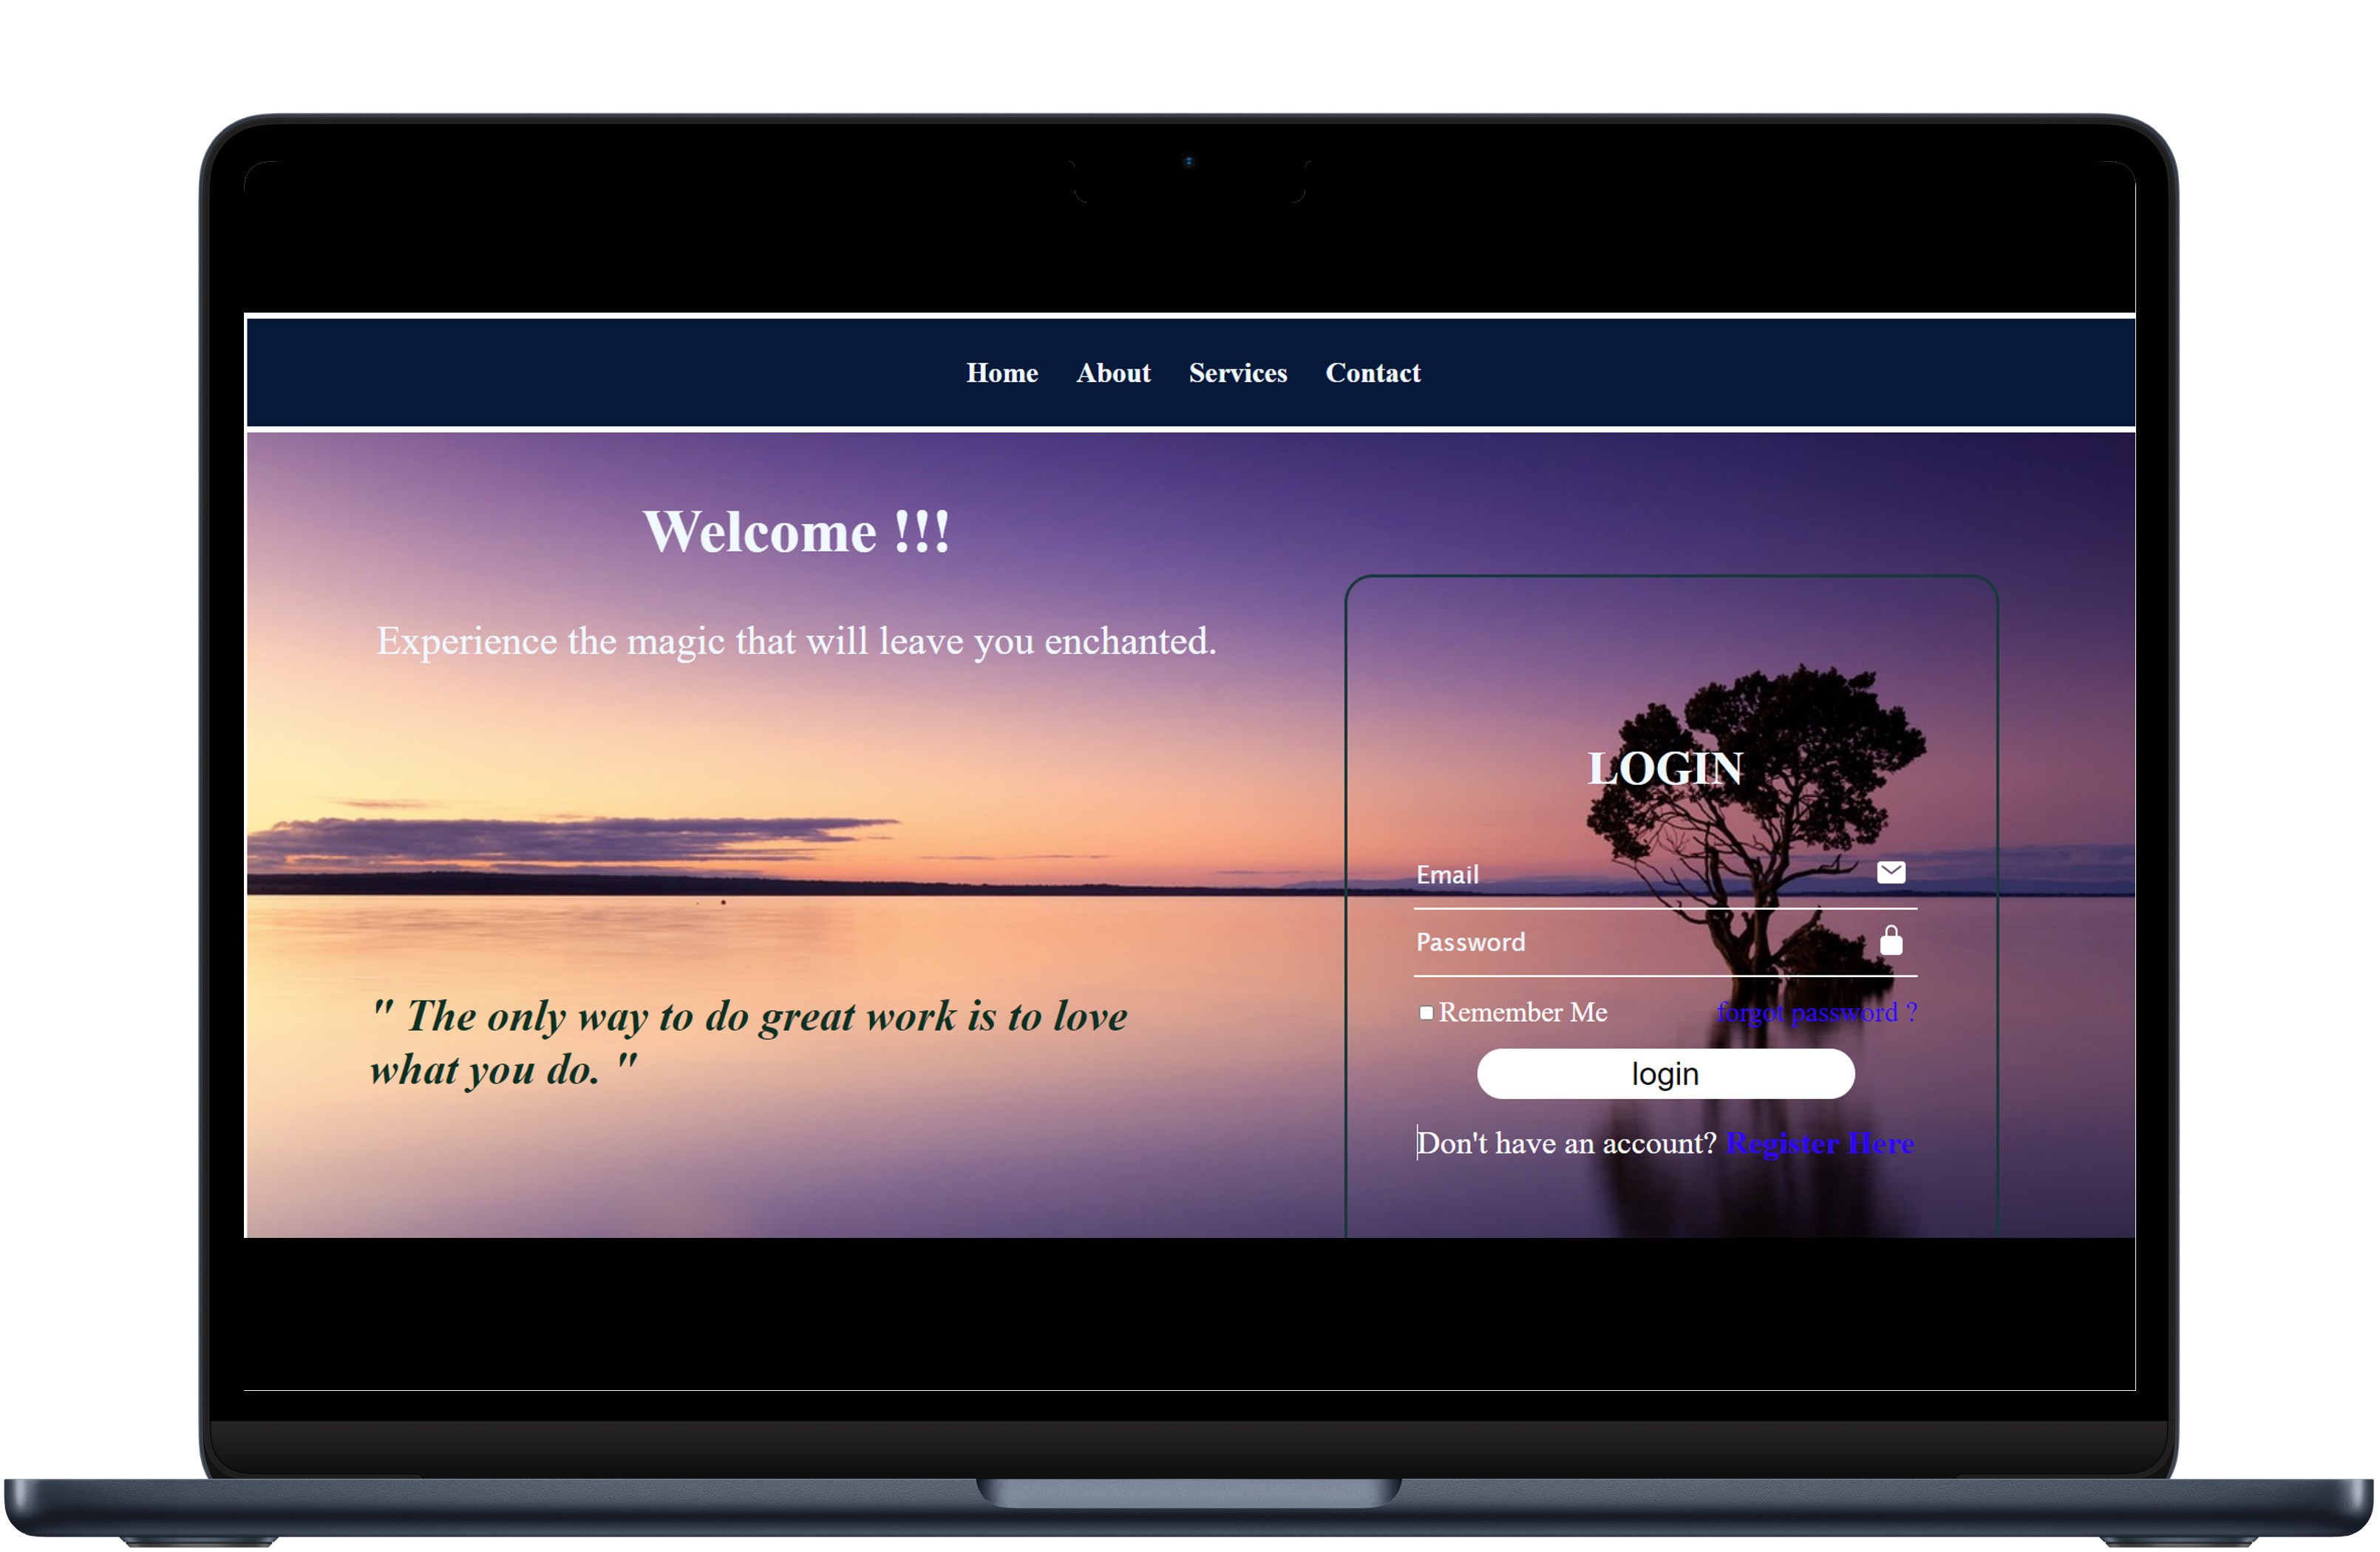 Home About Services Contact
Welcome !!!
Experience the magic that will leave you enchanted.
" The only way to do great work is to love
what you do. "
LOGIN
Email
Password
Remember Me forgot password ?
login
Don't have an account? Register Here